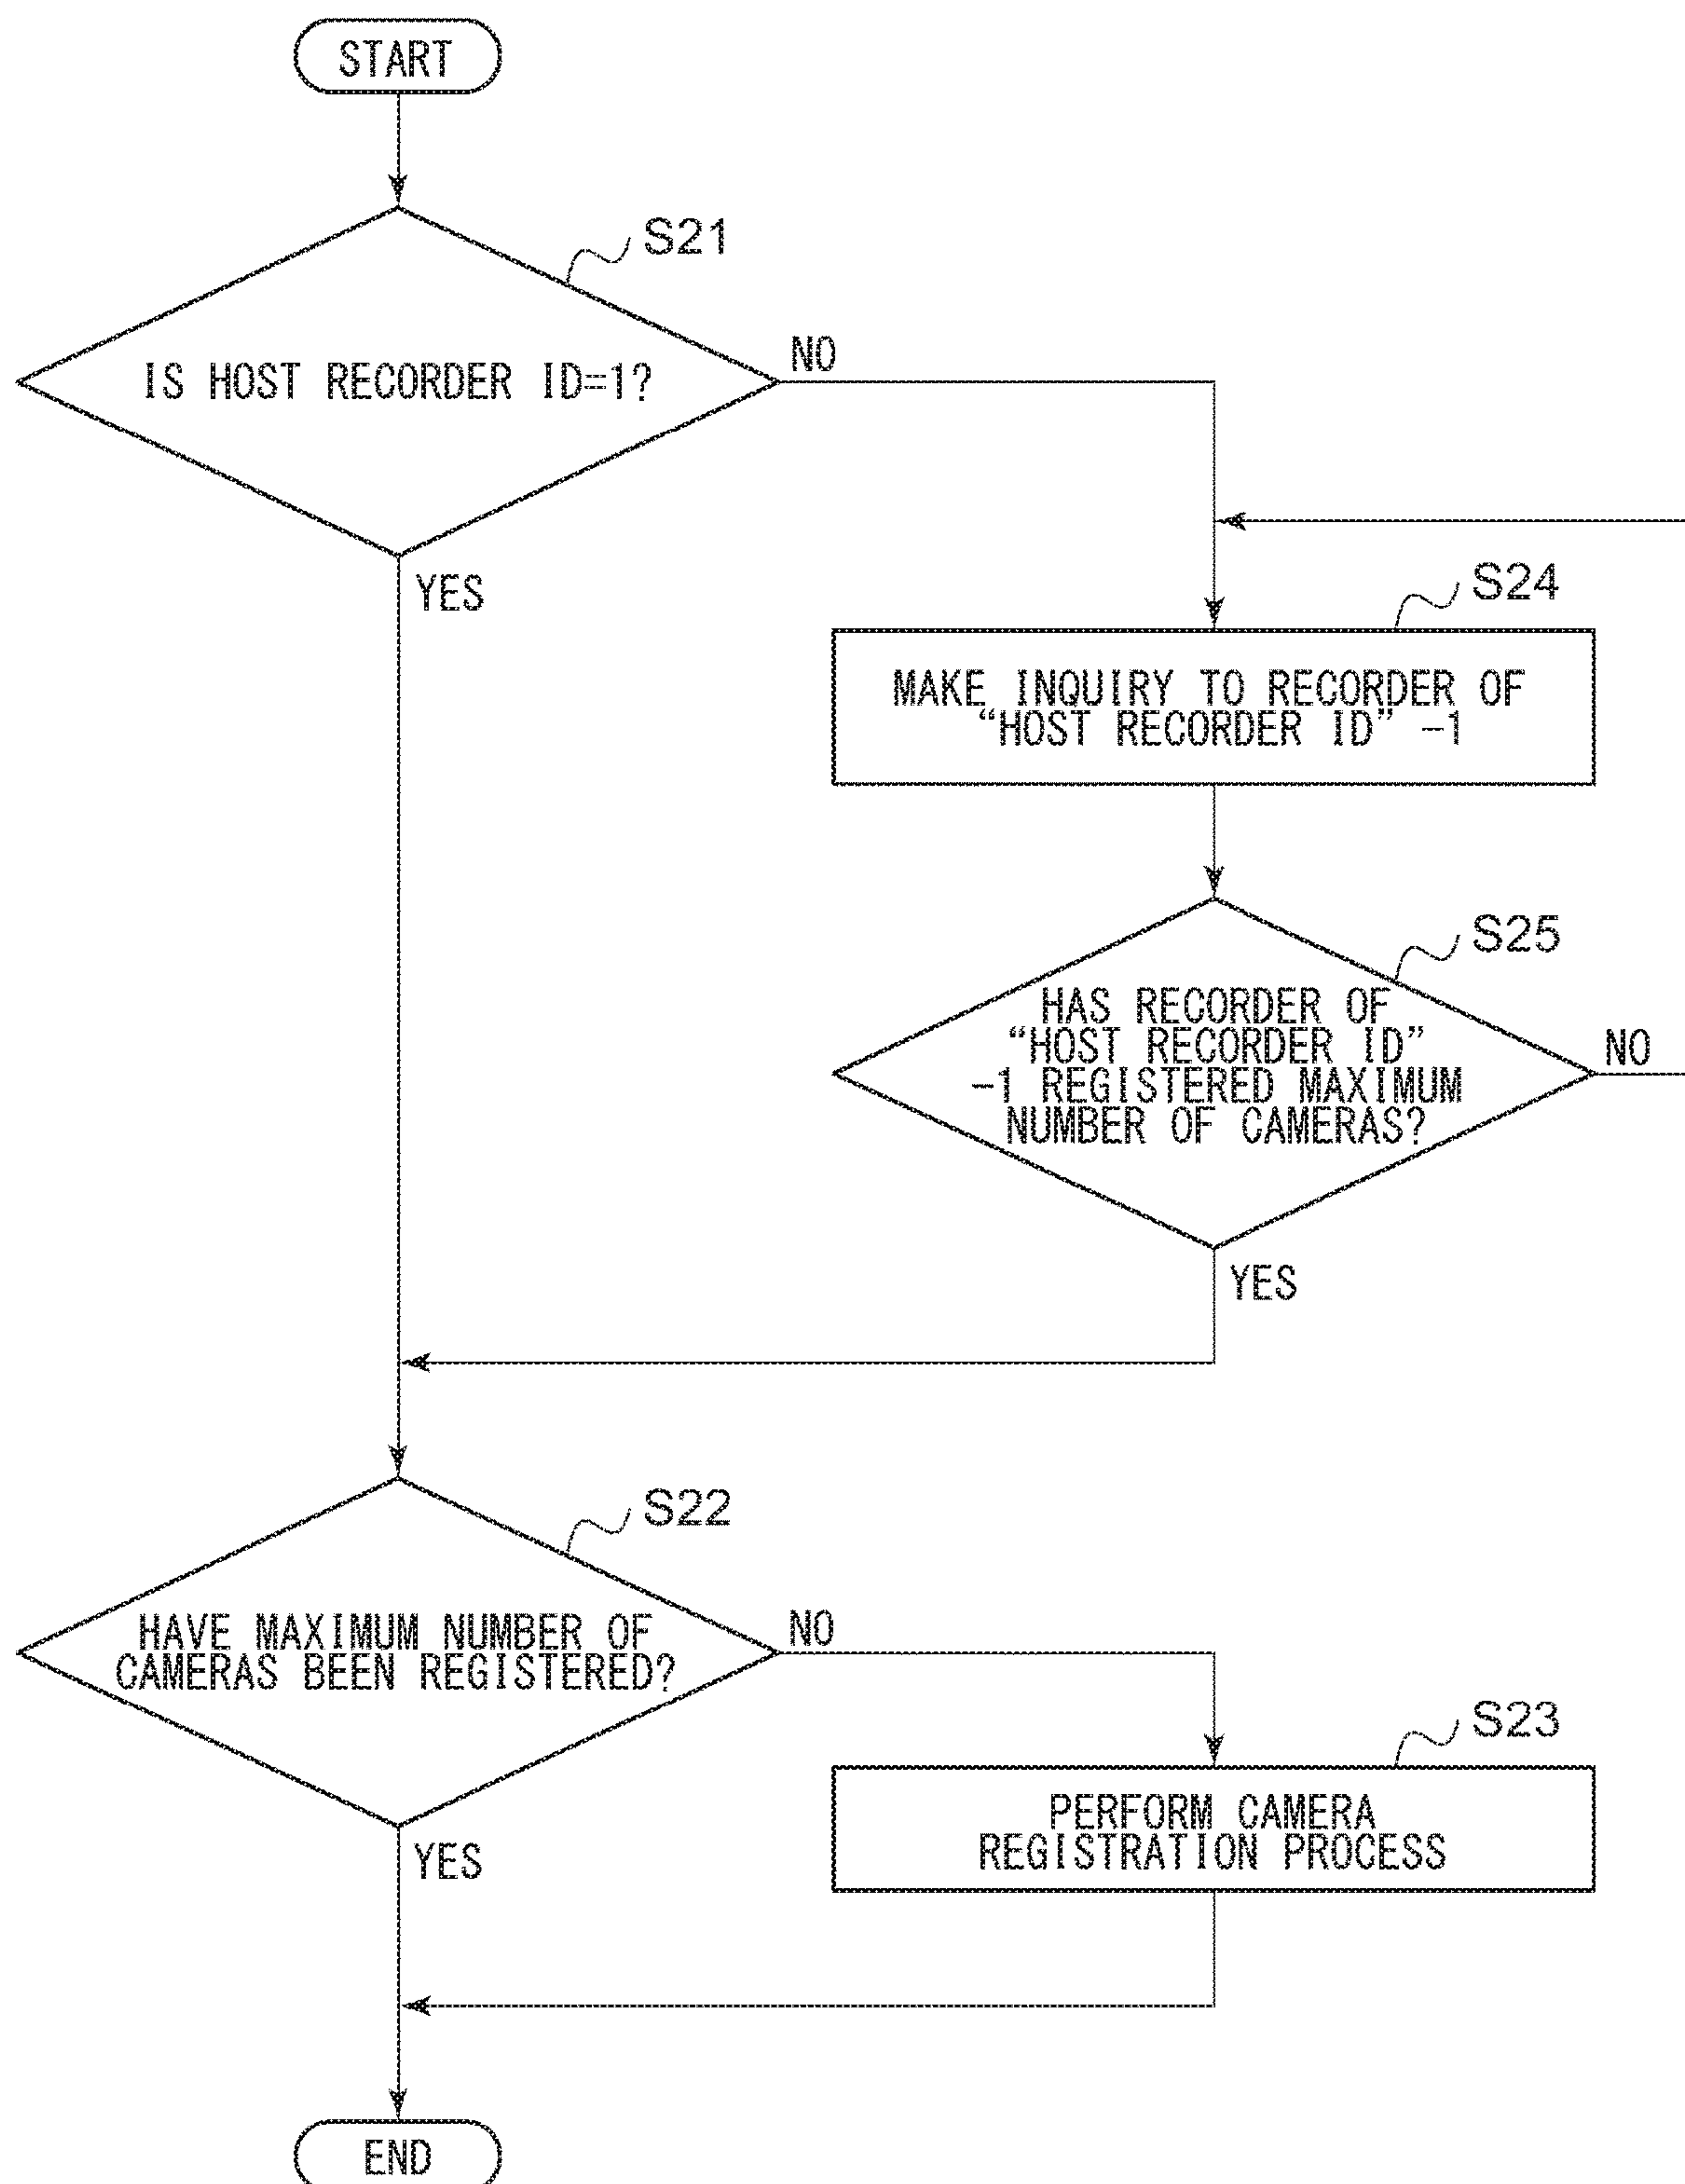 START
S21
IS HOST RECORDER ID=1?
NO
YES
S24
MAKE INQUIRY TO RECORDER OF
“HOST RECORDER ID” -1
S25
HAS RECORDER OF
“HOST RECORDER ID”
-1 REGISTERED MAXIMUM
NUMBER OF CAMERAS?
NO
YES
S22
HAVE MAXIMUM NUMBER OF
CAMERAS BEEN REGISTERED?
NO
YES
S23
PERFORM CAMERA
REGISTRATION PROCESS
END